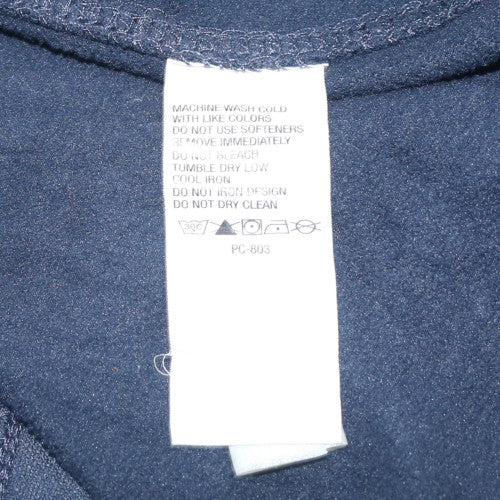 MACHINE WASH COLD
WITH LIKE COLORS
DO NOT USE SOFTENERS
REMOVE IMMEDIATELY
DO NOT BLEACH
TUMBLE DRY LOW
COOL IRON
DO NOT IRON DESIGN
DO NOT DRY CLEAN
30C
PC-803